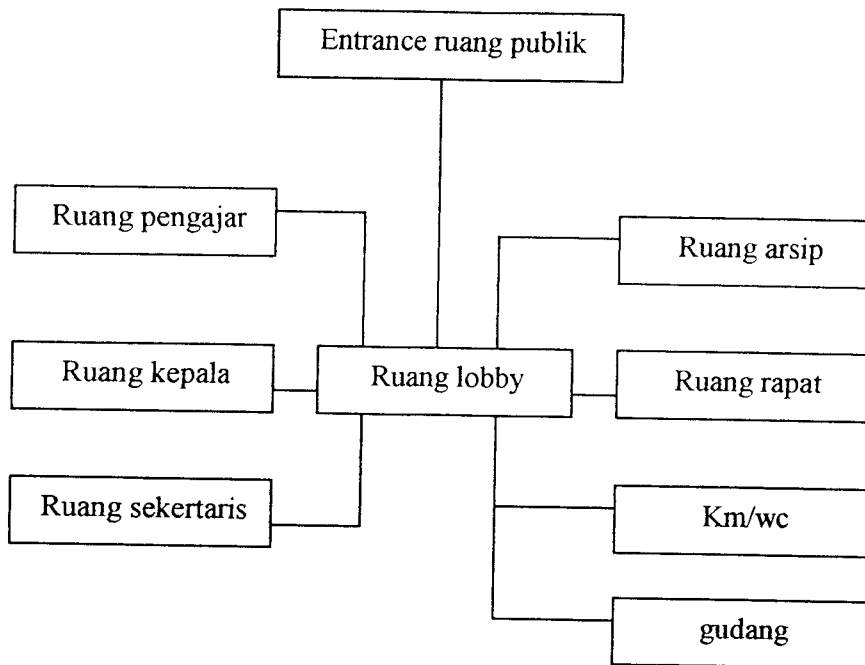 Entrance ruang publik
Ruang pengajar
Ruang arsip
Ruang kepala
Ruang lobby
Ruang rapat
Ruang sekertaris
Km/wc
gudang